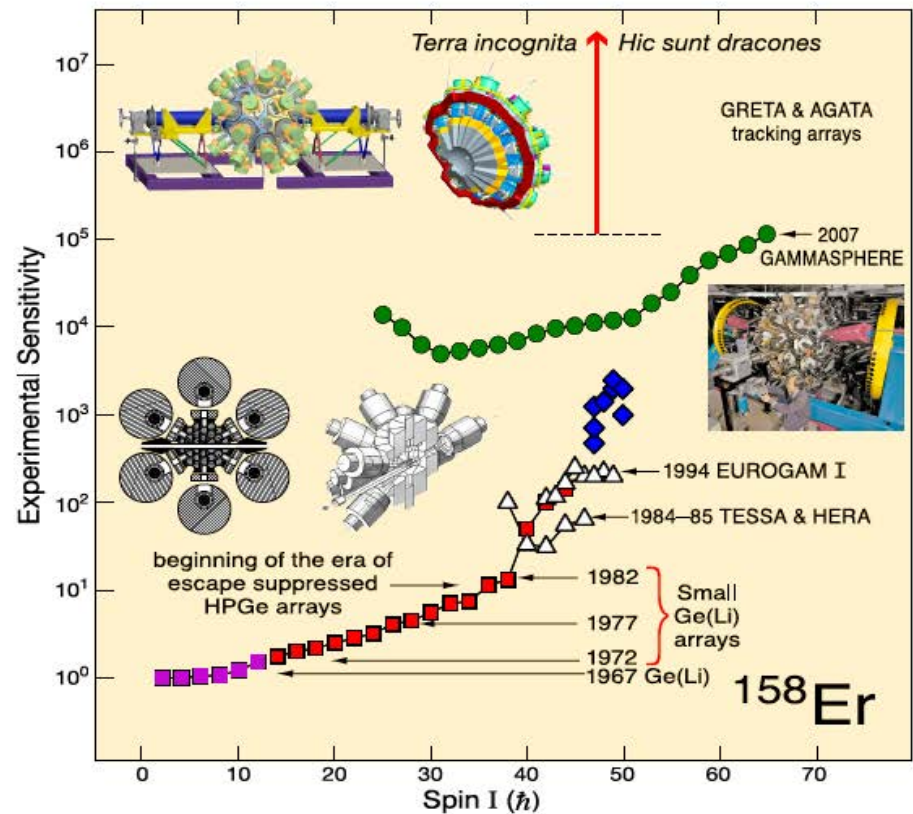 Terra incognita Hic sunt dracones
10⁷
GRETA & AGATA
tracking arrays
10⁶
10⁵
2007
GAMMASPHERE
10⁴
10³
1994 EUROGAM I
10²
1984–85 TESSA & HERA
beginning of the era of
escape suppressed
HPGe arrays
10¹
1982
1977
1972
Small
Ge(Li)
arrays
10⁰
1967 Ge(Li)
¹⁵⁸Er
Experimental Sensitivity
0 10 20 30 40 50 60 70
Spin I (ℏ)